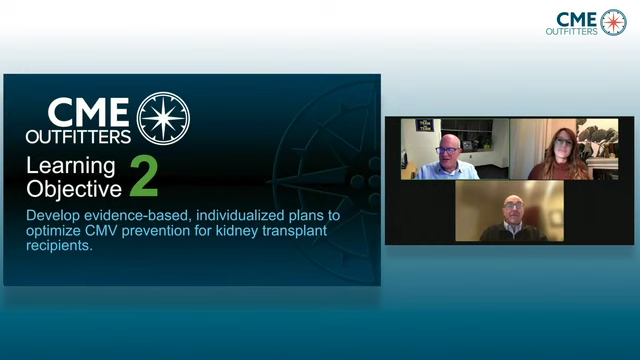 CME
OUTFITTERS
CME
OUTFITTERS
Learning
Objective 2
Develop evidence-based, individualized plans to
optimize CMV prevention for kidney transplant
recipients.